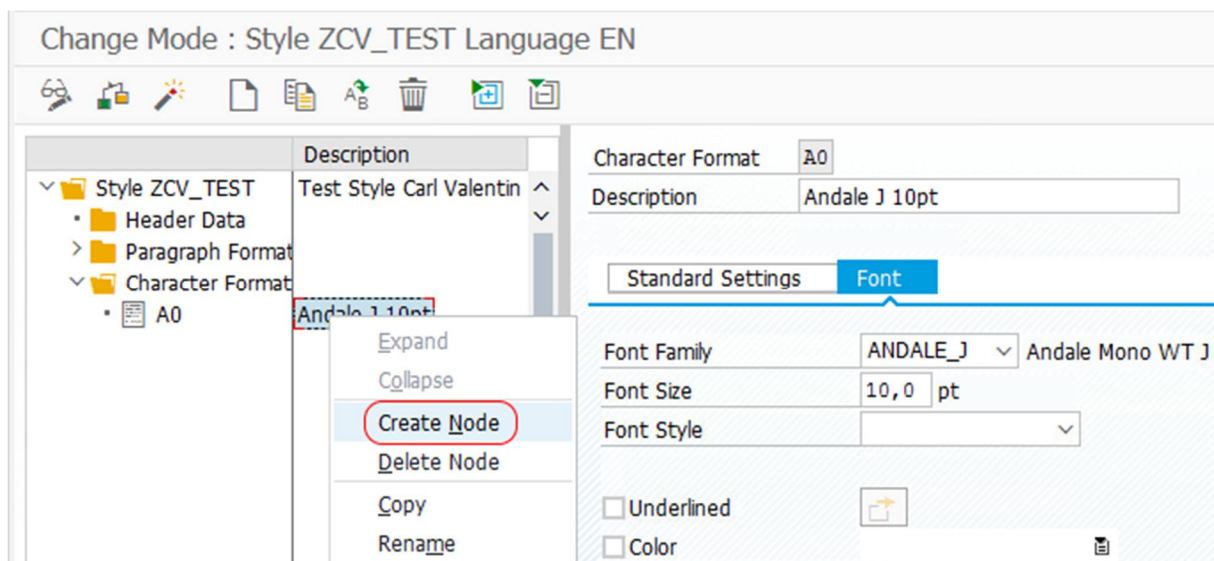 Change Mode : Style ZCV_TEST Language EN
A
B
Description
Style ZCV_TEST
Test Style Carl Valentin
Header Data
Paragraph Format
Character Format
A0
Andale J 10pt
Expand
Collapse
Create Node
Delete Node
Copy
Rename
Character Format A0
Description Andale J 10pt
Standard Settings Font
Font Family ANDALE_J Andale Mono WT J
Font Size 10,0 pt
Font Style
Underlined
Color